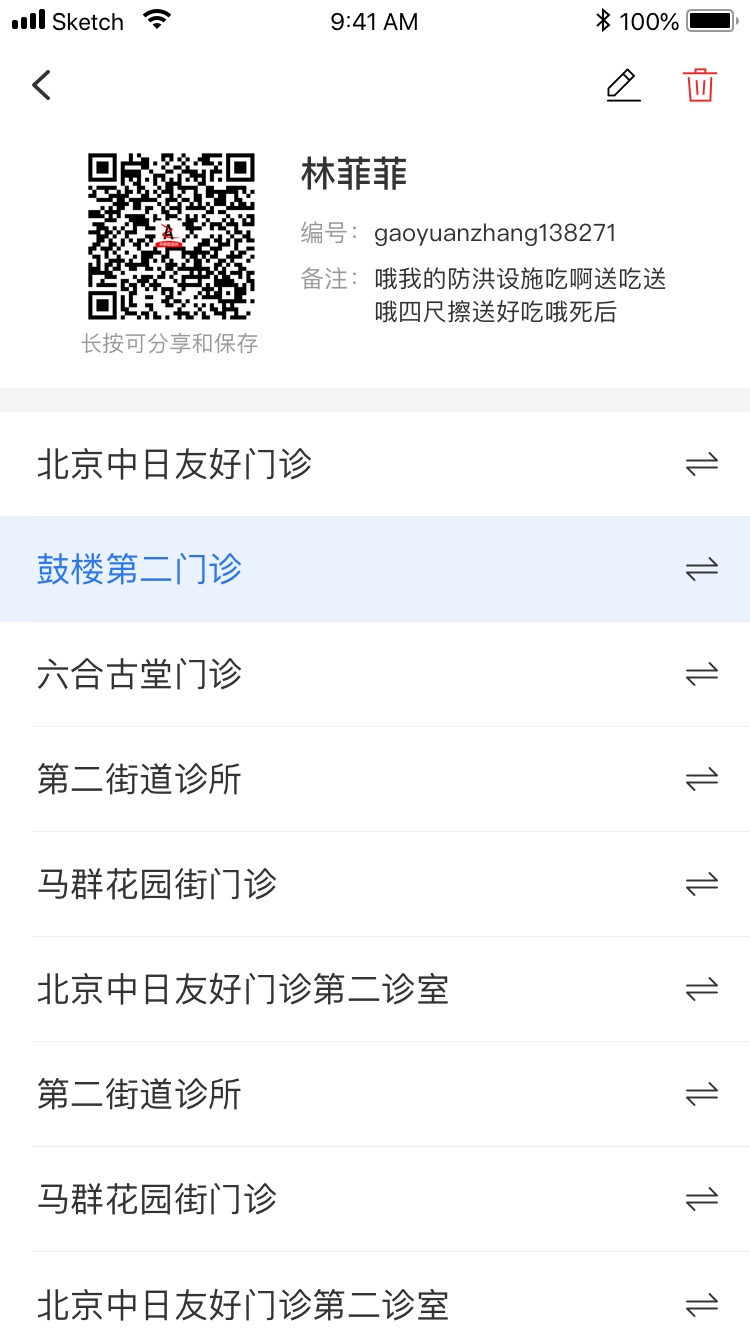 Sketch 9:41 AM 100%
林菲菲
编号： gaoyuanzhang138271
备注： 哦我的防洪设施吃啊送吃送
哦四尺擦送好吃哦死后
长按可分享和保存
北京中日友好门诊
鼓楼第二门诊
六合古堂门诊
第二街道诊所
马群花园街门诊
北京中日友好门诊第二诊室
第二街道诊所
马群花园街门诊
北京中日友好门诊第二诊室